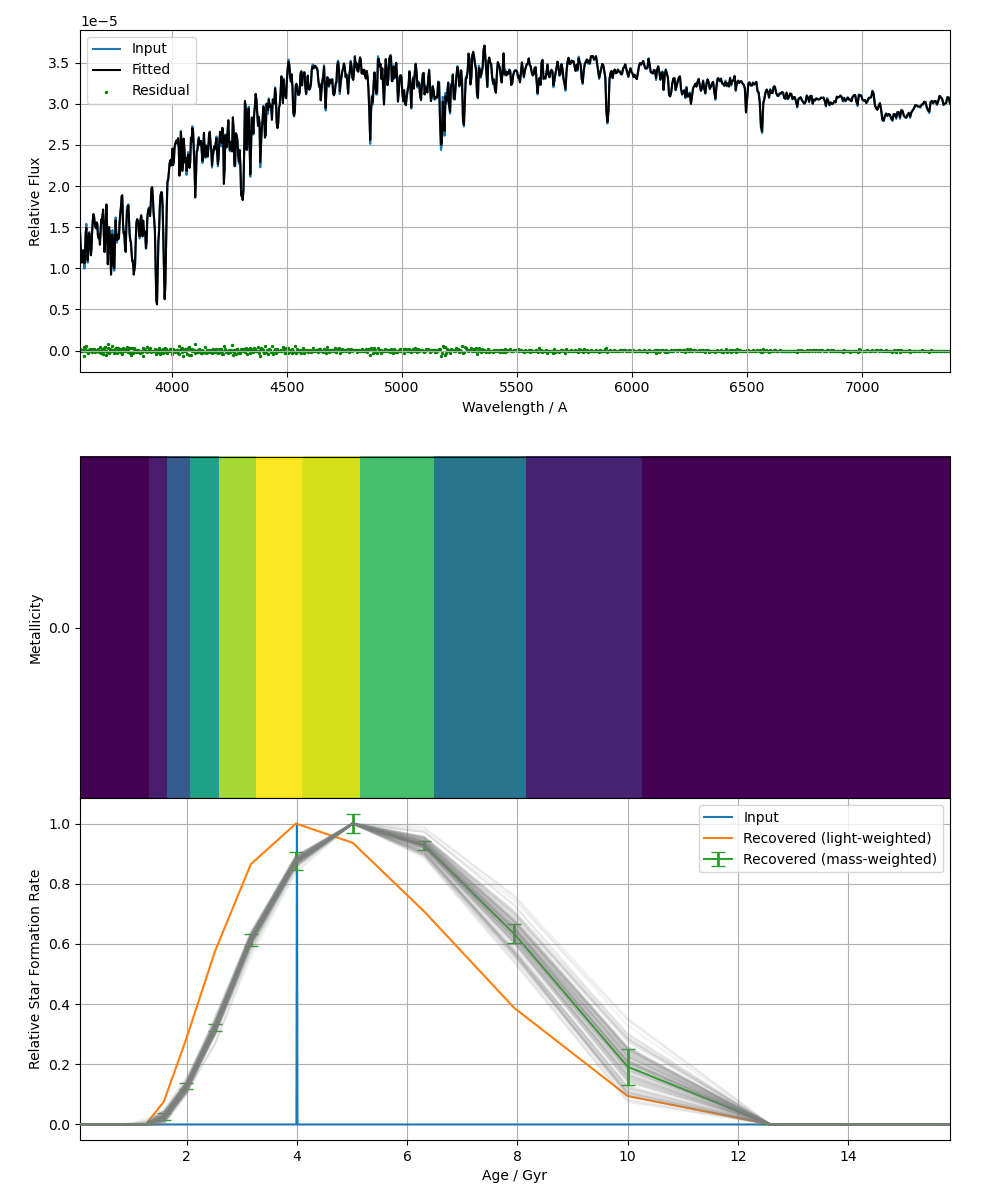 1e−5
Input
Fitted
Residual
3.5
3.0
2.5
2.0
1.5
1.0
0.5
0.0
Relative Flux
4000 4500 5000 5500 6000 6500 7000
Wavelength / A
Metallicity
0.0
Input
Recovered (light-weighted)
Recovered (mass-weighted)
1.0
0.8
0.6
0.4
0.2
0.0
Relative Star Formation Rate
2 4 6 8 10 12 14
Age / Gyr